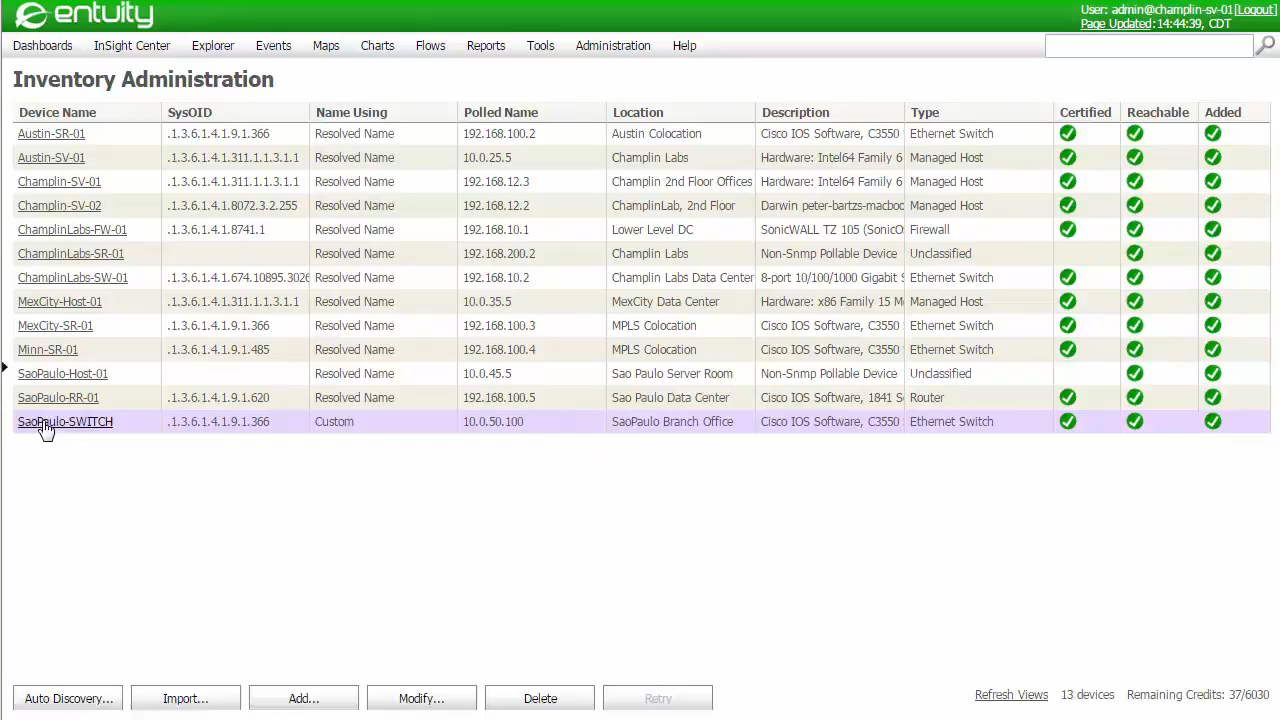 entuity
User: admin@champlin-sv-01[Logout]
Page Updated:14:44:39, CDT
Dashboards InSight Center Explorer Events Maps Charts Flows Reports Tools Administration Help
Inventory Administration
Device Name SysOID Name Using Polled Name Location Description Type Certified Reachable Added
Austin-SR-01 .1.3.6.1.4.1.9.1.366 Resolved Name 192.168.100.2 Austin Colocation Cisco IOS Software, C3550 Ethernet Switch
Austin-SV-01 .1.3.6.1.4.1.311.1.1.3.1.1 Resolved Name 10.0.25.5 Champlin Labs Hardware: Intel64 Family 6 Managed Host
Champlin-SV-01 .1.3.6.1.4.1.311.1.1.3.1.1 Resolved Name 192.168.12.3 Champlin 2nd Floor Offices Hardware: Intel64 Family 6 Managed Host
Champlin-SV-02 .1.3.6.1.4.1.8072.3.2.255 Resolved Name 192.168.12.2 ChamplinLab, 2nd Floor Darwin peter-bartzs-macboc Managed Host
ChamplinLabs-FW-01 .1.3.6.1.4.1.8741.1 Resolved Name 192.168.10.1 Lower Level DC SonicWALL TZ 105 (SonicO Firewall
ChamplinLabs-SR-01 Resolved Name 192.168.200.2 Champlin Labs Non-Snmp Pollable Device Unclassified
ChamplinLabs-SW-01 .1.3.6.1.4.1.674.10895.3026 Resolved Name 192.168.10.2 Champlin Labs Data Center 8-port 10/100/1000 Gigabit S Ethernet Switch
MexCity-Host-01 .1.3.6.1.4.1.311.1.1.3.1.1 Resolved Name 10.0.35.5 MexCity Data Center Hardware: x86 Family 15 M Managed Host
MexCity-SR-01 .1.3.6.1.4.1.9.1.366 Resolved Name 192.168.100.3 MPLS Colocation Cisco IOS Software, C3550 Ethernet Switch
Minn-SR-01 .1.3.6.1.4.1.9.1.485 Resolved Name 192.168.100.4 MPLS Colocation Cisco IOS Software, C3550 Ethernet Switch
SaoPaulo-Host-01 Resolved Name 10.0.45.5 Sao Paulo Server Room Non-Snmp Pollable Device Unclassified
SaoPaulo-RR-01 .1.3.6.1.4.1.9.1.620 Resolved Name 192.168.100.5 Sao Paulo Data Center Cisco IOS Software, 1841 S Router
SaoPaulo-SWITCH .1.3.6.1.4.1.9.1.366 Custom 10.0.50.100 SaoPaulo Branch Office Cisco IOS Software, C3550 Ethernet Switch
Auto Discovery... Import... Add... Modify... Delete Retry Refresh Views 13 devices Remaining Credits: 37/6030